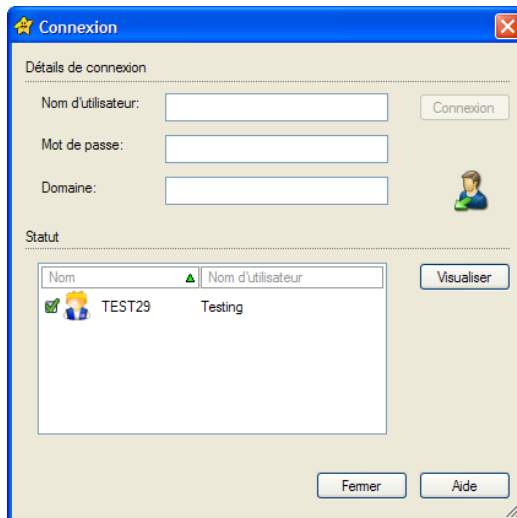 Connexion
Détails de connexion
Nom d'utilisateur:
Connexion
Mot de passe:
Domaine:
Statut
Nom Nom d'utilisateur
Visualiser
TEST29 Testing
Fermer Aide